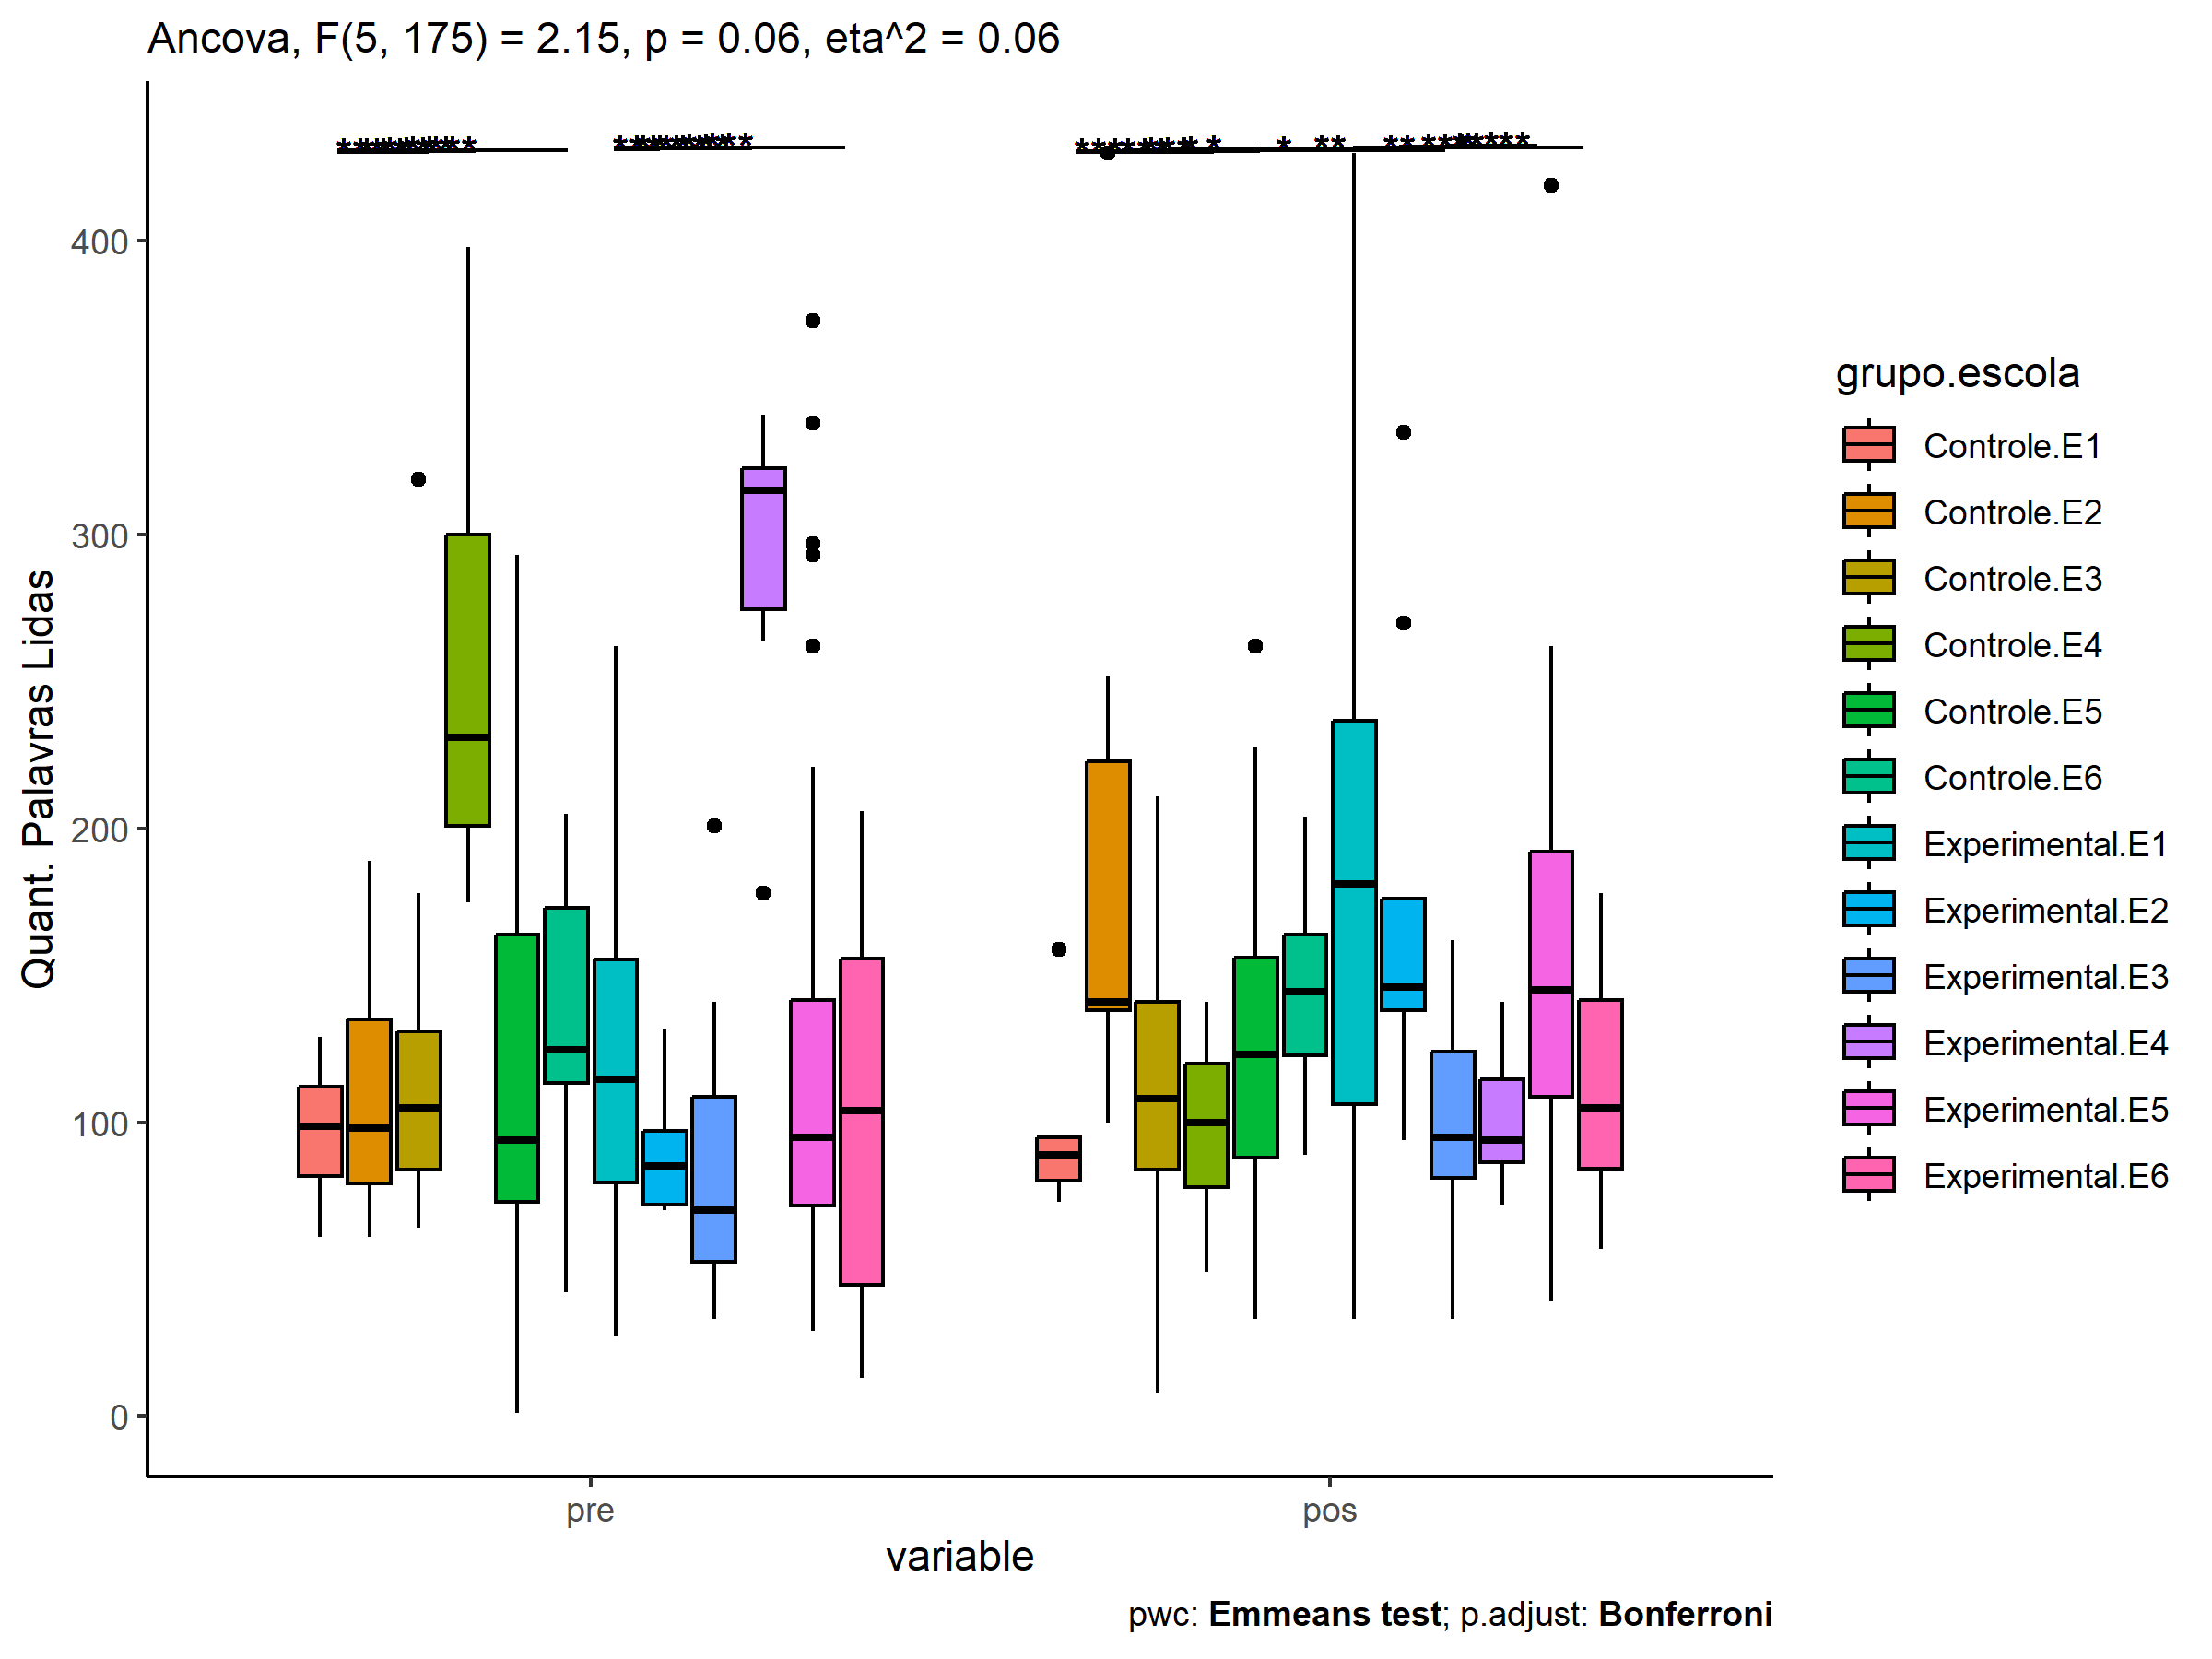 Ancova, F(5, 175) = 2.15, p = 0.06, eta^2 = 0.06
Quant. Palavras Lidas
400
300
200
100
0
pre
pos
variable
grupo.escola
Controle.E1
Controle.E2
Controle.E3
Controle.E4
Controle.E5
Controle.E6
Experimental.E1
Experimental.E2
Experimental.E3
Experimental.E4
Experimental.E5
Experimental.E6
pwc: Emmeans test; p.adjust: Bonferroni